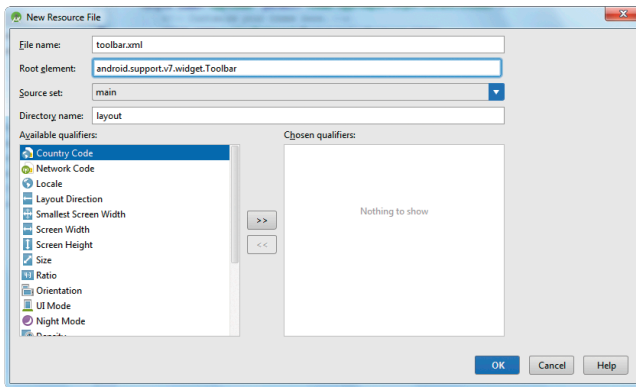 New Resource File
File name:
toolbar.xml
Root element:
android.support.v7.widget.Toolbar
Source set:
main
Directory name:
layout
Available qualifiers:
Chosen qualifiers:
Country Code
Network Code
Locale
Layout Direction
Smallest Screen Width
Screen Width
Screen Height
Size
Ratio
Orientation
UI Mode
Night Mode
Density
>>
<<
Nothing to show
OK
Cancel
Help